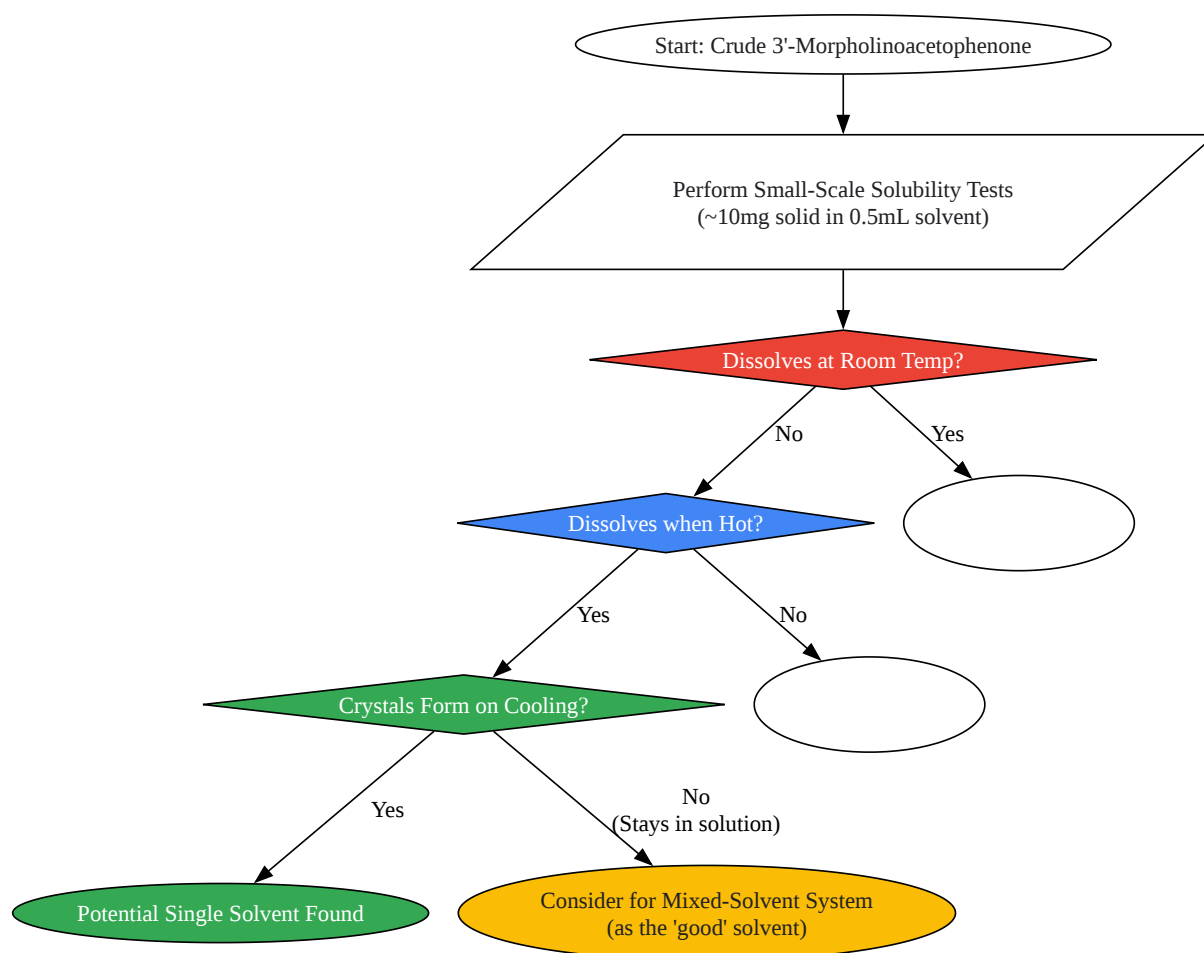 Start: Crude 3'-Morpholinoacetophenone
Perform Small-Scale Solubility Tests
(~10mg solid in 0.5mL solvent)
Dissolves at Room Temp?
No
Yes
Dissolves when Hot?
Yes
No
Crystals Form on Cooling?
Yes
No
(Stays in solution)
Potential Single Solvent Found
Consider for Mixed-Solvent System
(as the 'good' solvent)